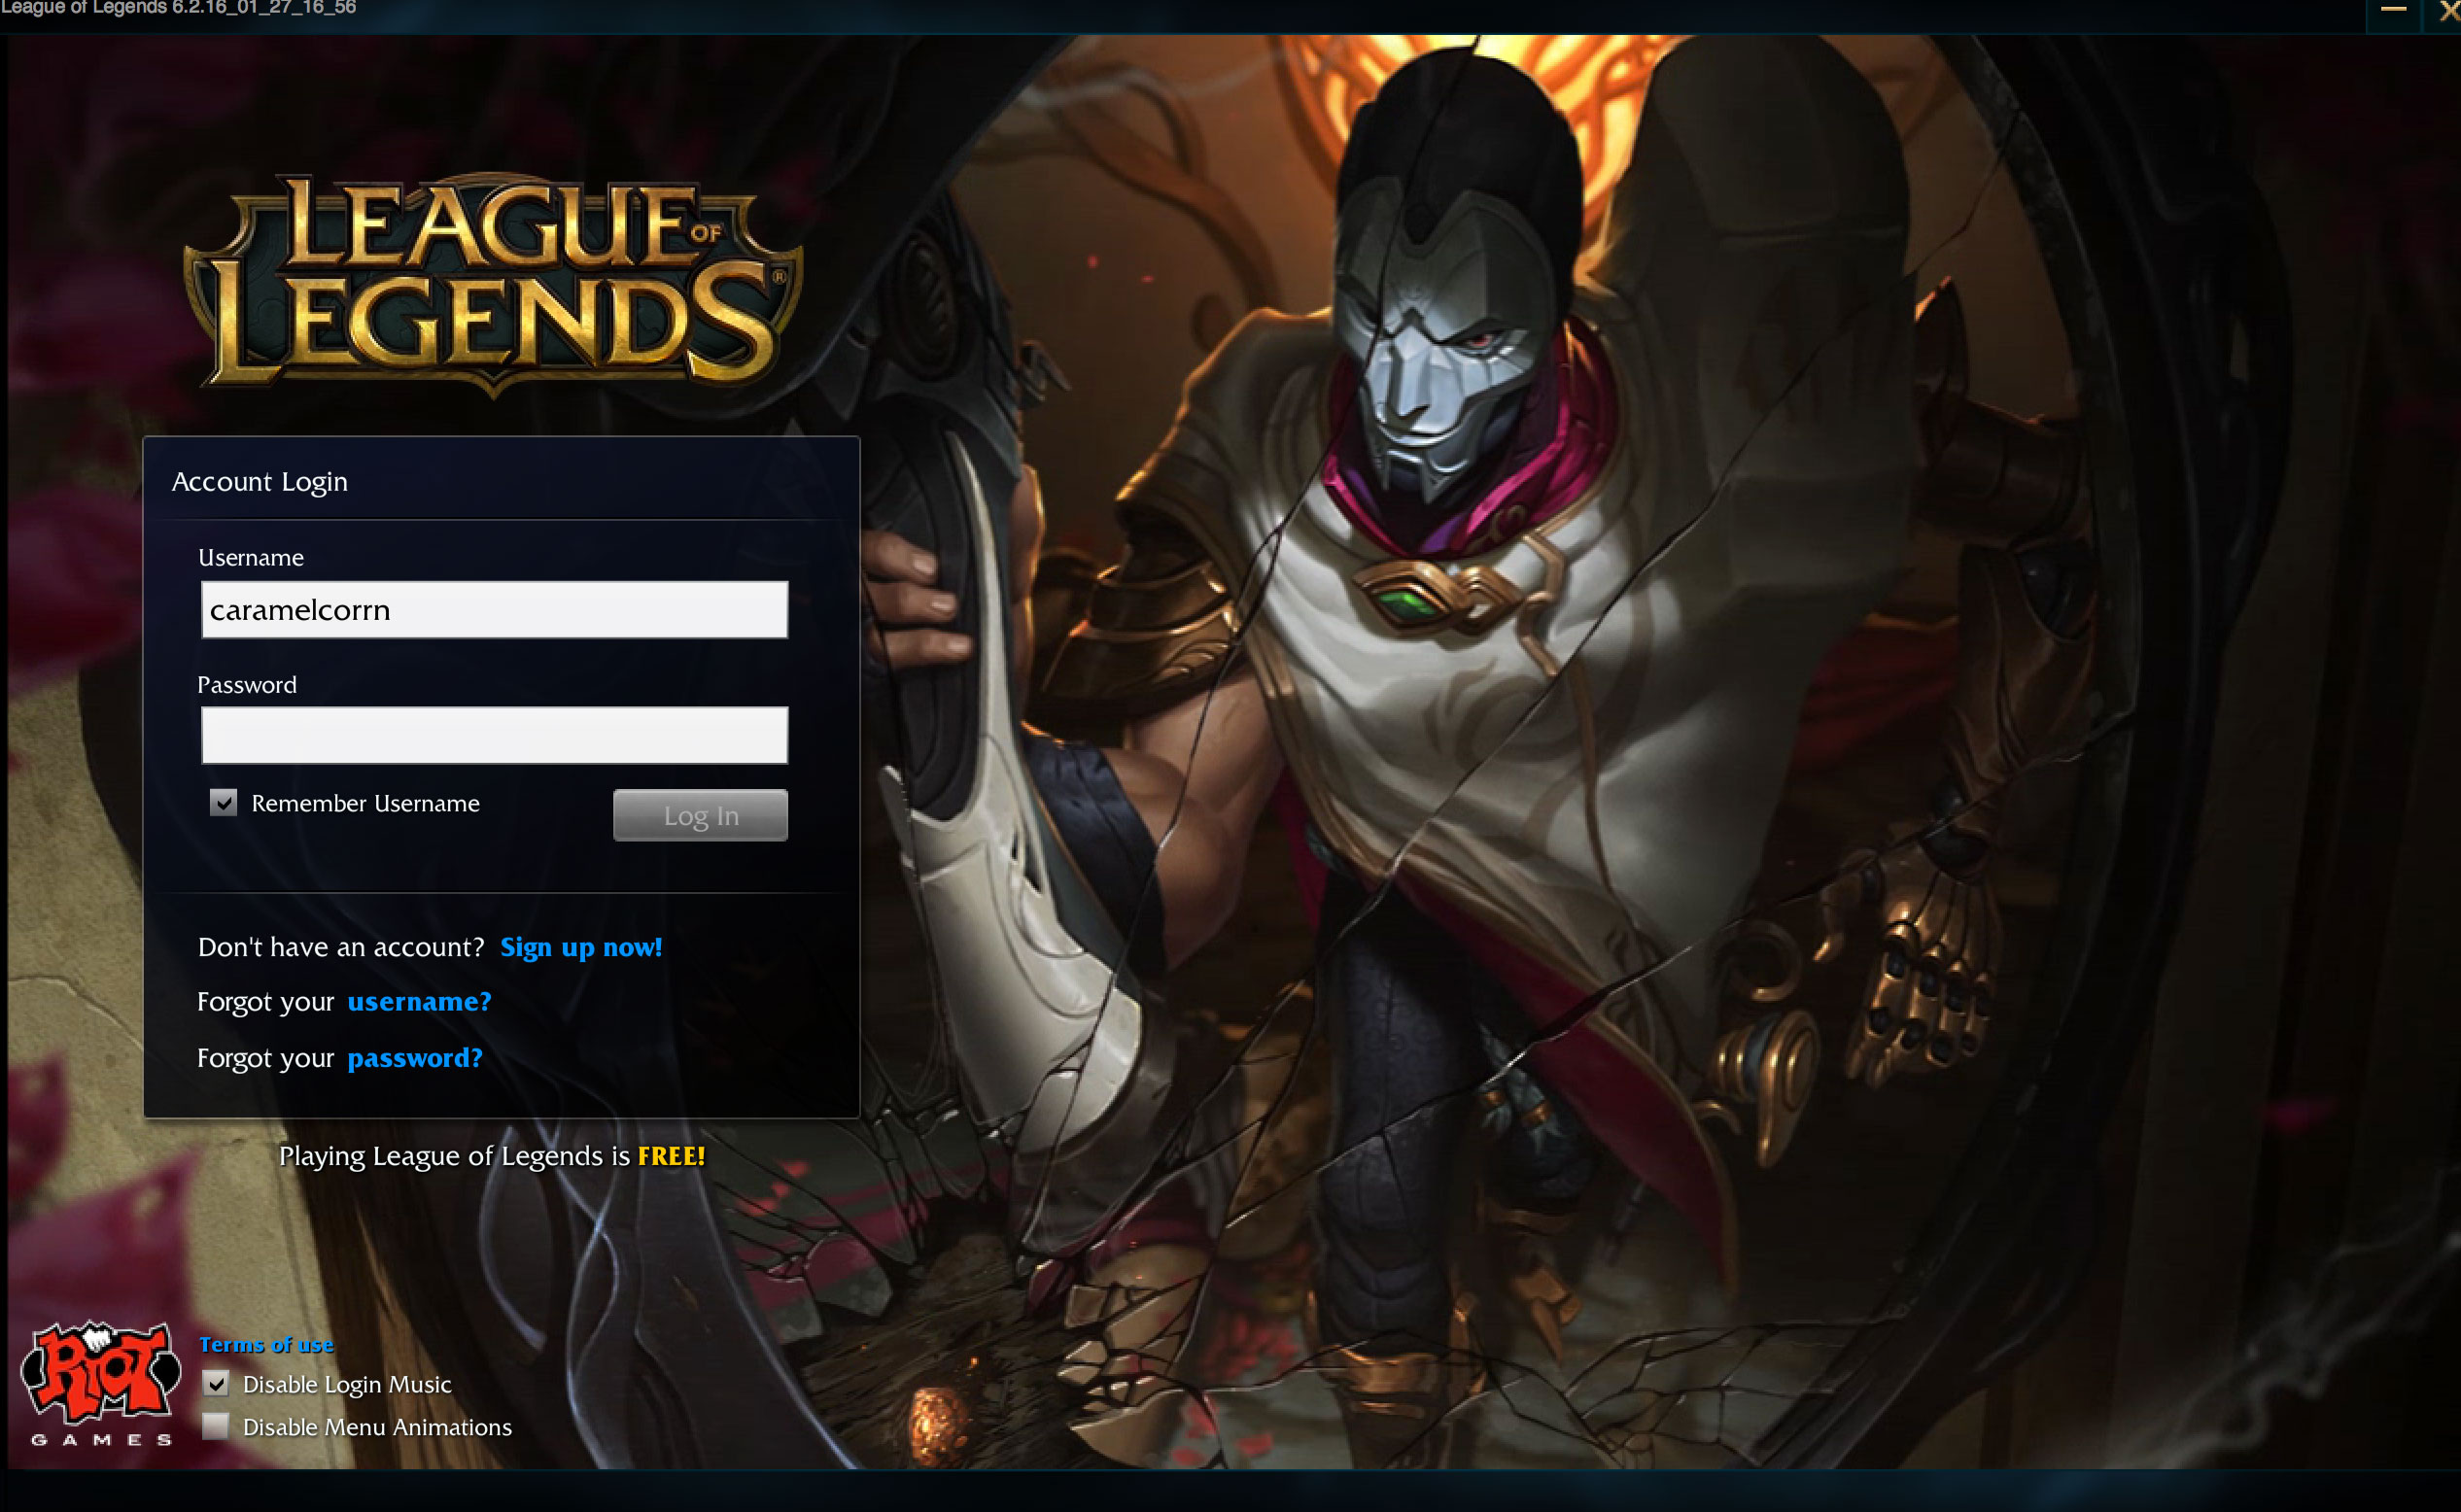 League of Legends 6.2.16_01_27_16_56
LEAGUE OF
LEGENDS®
Account Login
Username
caramelcorrn
Password
Remember Username
Log In
Don't have an account? Sign up now!
Forgot your username?
Forgot your password?
Playing League of Legends is FREE!
RIOT
GAMES
Terms of use
Disable Login Music
Disable Menu Animations